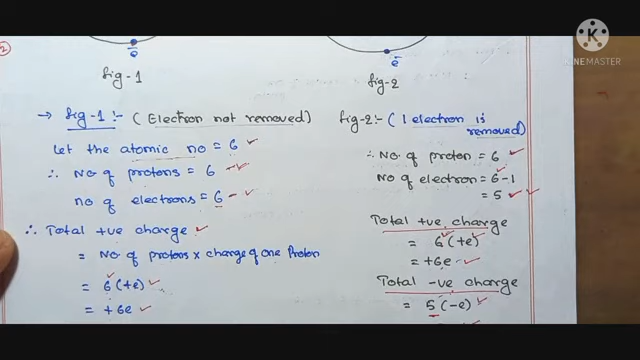 2
K
KINEMASTER
e̅
e̅
fig-1
fig-2
→ fig-1 :- (Electron not removed)
Let the atomic no = 6
∴ No of protons = 6
no of electrons = 6
∴ Total +ve charge
= No of protons × charge of one Proton
= 6 (+e)
= +6e
fig-2:- (1 electron is
removed)
∴ No. of proton = 6
No of electron = 6-1
= 5
Total +ve charge
= 6 (+e)
= +6e
Total -ve charge
= 5 (-e)